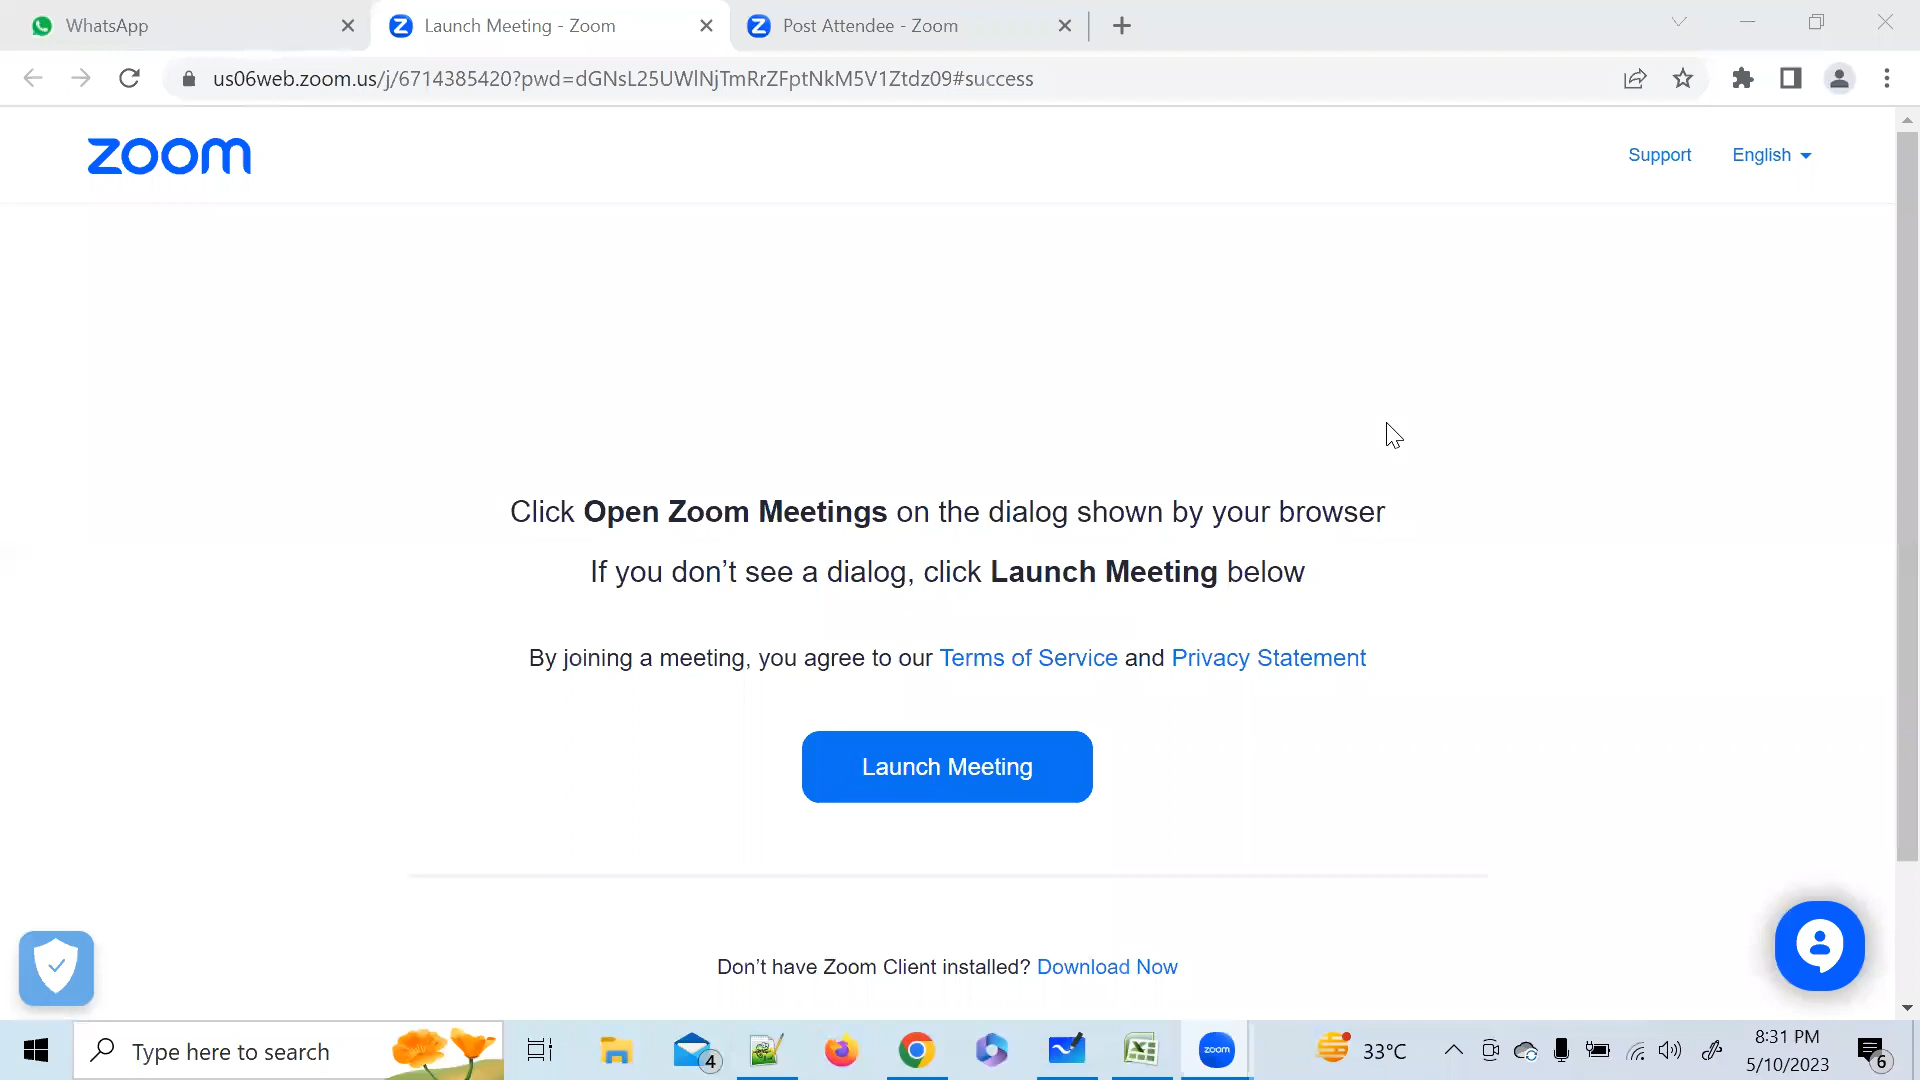 WhatsApp
Launch Meeting - Zoom
Post Attendee - Zoom
us06web.zoom.us/j/6714385420?pwd=dGNsL25UWlNjTmRrZFptNkM5V1Ztdz09#success
zoom
Support
English
Click Open Zoom Meetings on the dialog shown by your browser
If you don’t see a dialog, click Launch Meeting below
By joining a meeting, you agree to our Terms of Service and Privacy Statement
Launch Meeting
Don’t have Zoom Client installed? Download Now
Type here to search
4
zoom
33°C
8:31 PM
5/10/2023
6